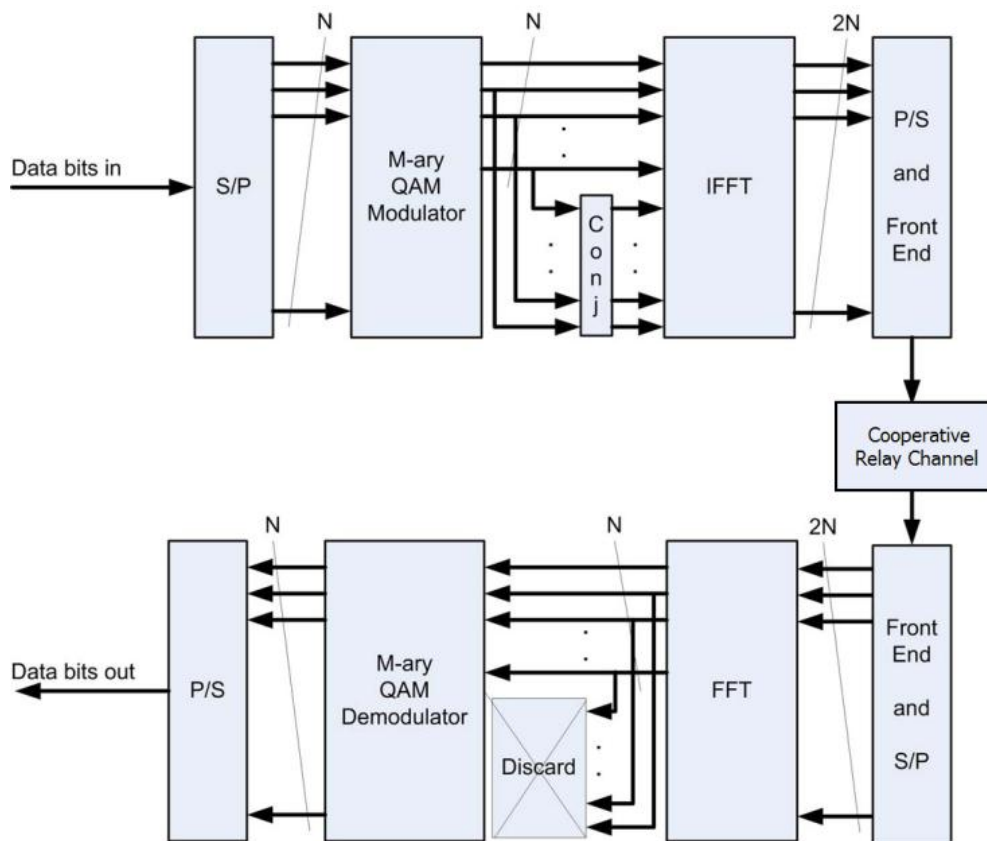 N
N
2N
Data bits in
S/P
M-ary
QAM
Modulator
C
o
n
j
IFFT
P/S
and
Front
End
Cooperative
Relay Channel
N
N
2N
Data bits out
P/S
M-ary
QAM
Demodulator
Discard
FFT
Front
End
and
S/P